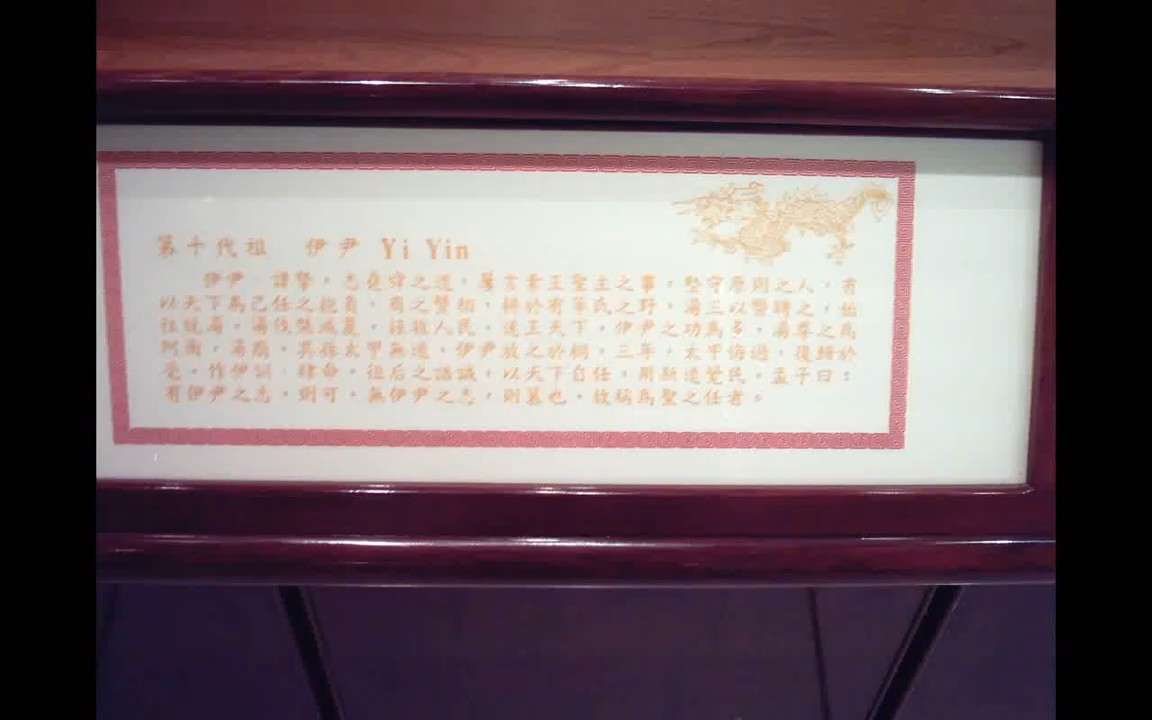 第十代祖 伊尹 Yi Yin
伊尹，諱摯，志堯舜之道，屢言素王聖主之事，堅守原則之人，有
以天下為己任之抱負，商之賢相，耕於有莘氏之野，湯三以幣聘之，始
往說湯，湯伐桀滅夏，拯救人民，遂王天下，伊尹之功為多，湯尊之為
阿衡，湯崩，其孫太甲無道，伊尹放之於桐，三年，太甲悔過，復歸於
亳，作伊訓、肆命、徂后之誥誡，以天下自任，用斯道覺民，孟子曰：
有伊尹之志，則可，無伊尹之志，則篡也，故稱為聖之任者。